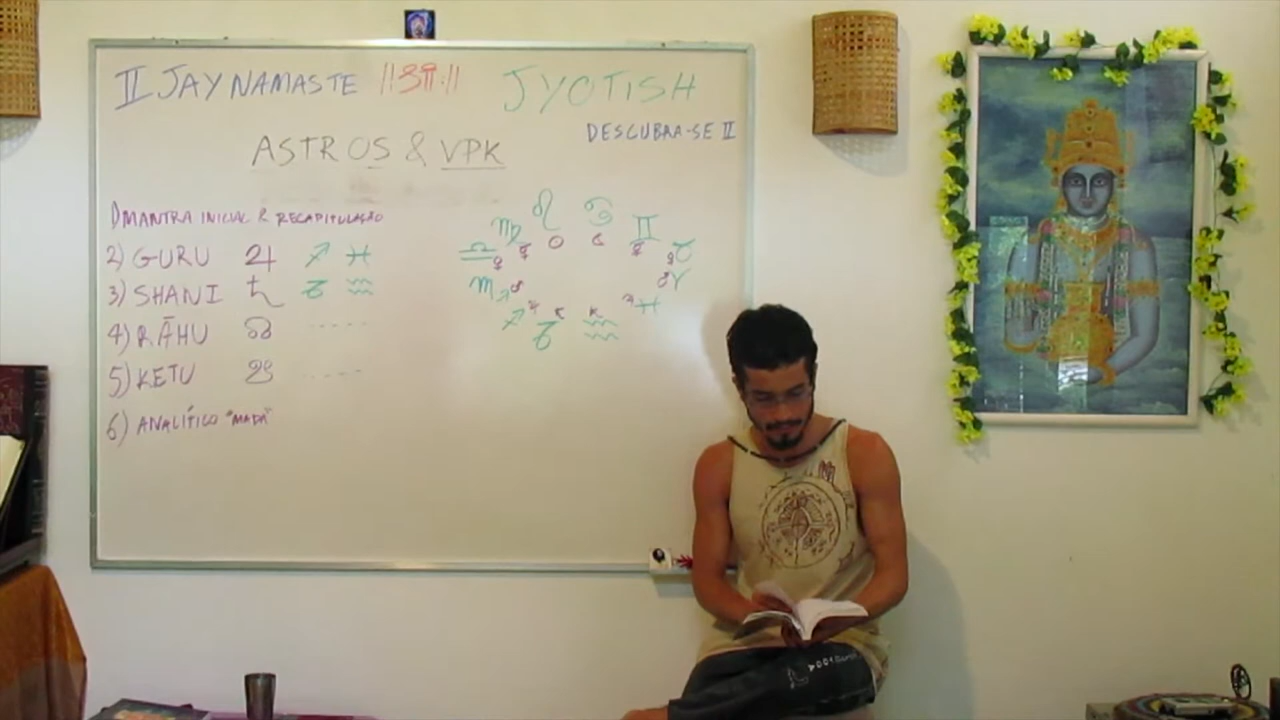 II JAY NAMASTE ||ॐ|| JYOTISH
DESCUBRA-SE II
ASTROS & VPK
1) MANTRA INICIAL & RECAPITULAÇÃO
2) GURU ♃ ♐ ♓
3) SHANI ♄ ♑ ♒
4) RĀHU ☊ -----
5) KETU ☋ -----
6) ANALÍTICO "MAPA"
♎ ♍ ♌ ♋ ♊ ♉
♀ ☿ ☉ ☾ ☿ ♀
♏ ♂ ♂ ♈
♐ ♃ ♄ ♄ ♃ ♓
♑ ♒